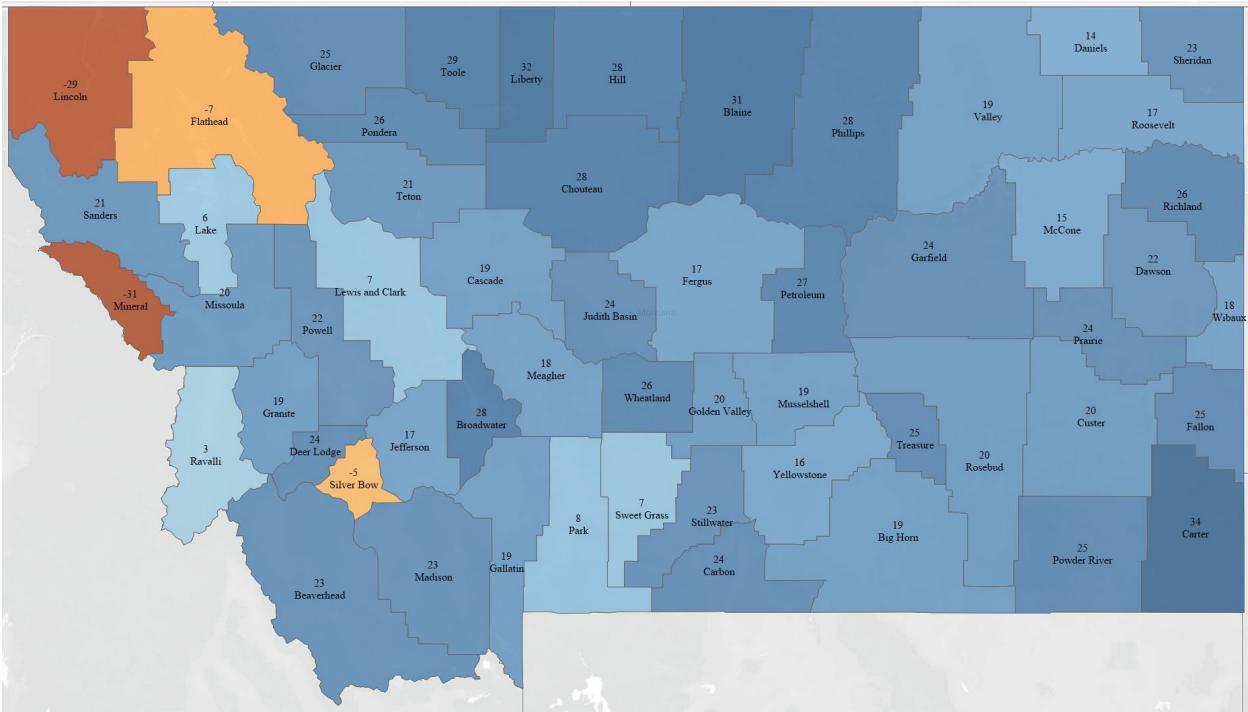 -29
Lincoln
-7
Flathead
25
Glacier
29
Toole
32
Liberty
28
Hill
31
Blaine
28
Phillips
19
Valley
14
Daniels
23
Sheridan
17
Roosevelt
26
Pondera
21
Teton
28
Chouteau
21
Sanders
6
Lake
-31
Mineral
20
Missoula
22
Powell
7
Lewis and Clark
19
Cascade
24
Judith Basin
17
Fergus
27
Petroleum
24
Garfield
15
McCone
26
Richland
22
Dawson
18
Wibaux
24
Prairie
3
Ravalli
19
Granite
24
Deer Lodge
-5
Silver Bow
17
Jefferson
28
Broadwater
18
Meagher
26
Wheatland
20
Golden Valley
19
Musselshell
25
Treasure
20
Rosebud
20
Custer
25
Fallon
23
Beaverhead
23
Madison
19
Gallatin
8
Park
7
Sweet Grass
23
Stillwater
24
Carbon
16
Yellowstone
19
Big Horn
25
Powder River
34
Carter